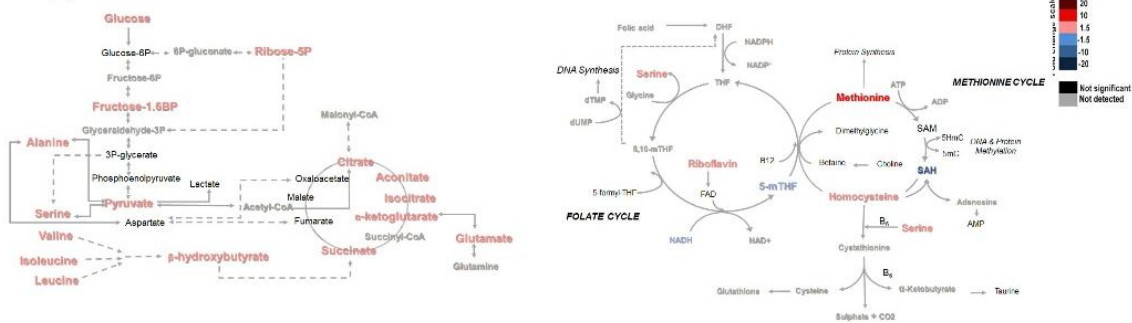 Glucose
Glucose-6P
6P-gluconate
Ribose-5P
Fructose-6P
Fructose-1.6BP
Glyceraldehyde-3P
Alanine
3P-glycerate
Phosphoenolpyruvate
Lactate
Pyruvate
Serine
Aspartate
Acetyl-CoA
Malonyl-CoA
Citrate
Oxaloacetate
Aconitate
Malate
Isocitrate
α-ketoglutarate
Fumarate
Succinyl-CoA
Succinate
Glutamate
Glutamine
Valine
Isoleucine
Leucine
β-hydroxybutyrate
Folic acid
DHF
NADPH
NADP⁺
THF
DNA Synthesis
dTMP
dUMP
Serine
Glycine
5,10-mTHF
5-formyl-THF
Riboflavin
FAD
B12
5-mTHF
FOLATE CYCLE
NADH
NAD+
Protein Synthesis
METHIONINE CYCLE
Methionine
ATP
ADP
SAM
5HmC
5mC
DNA & Protein
Methylation
Dimethylglycine
Betaine
Choline
SAH
Homocysteine
Adenosine
AMP
B₆
Serine
Cystathionine
B₆
Glutathione
Cysteine
α-Ketobutyrate
Taurine
Sulphate + CO2
20
10
1.5
-1.5
-10
-20
Not significant
Not detected